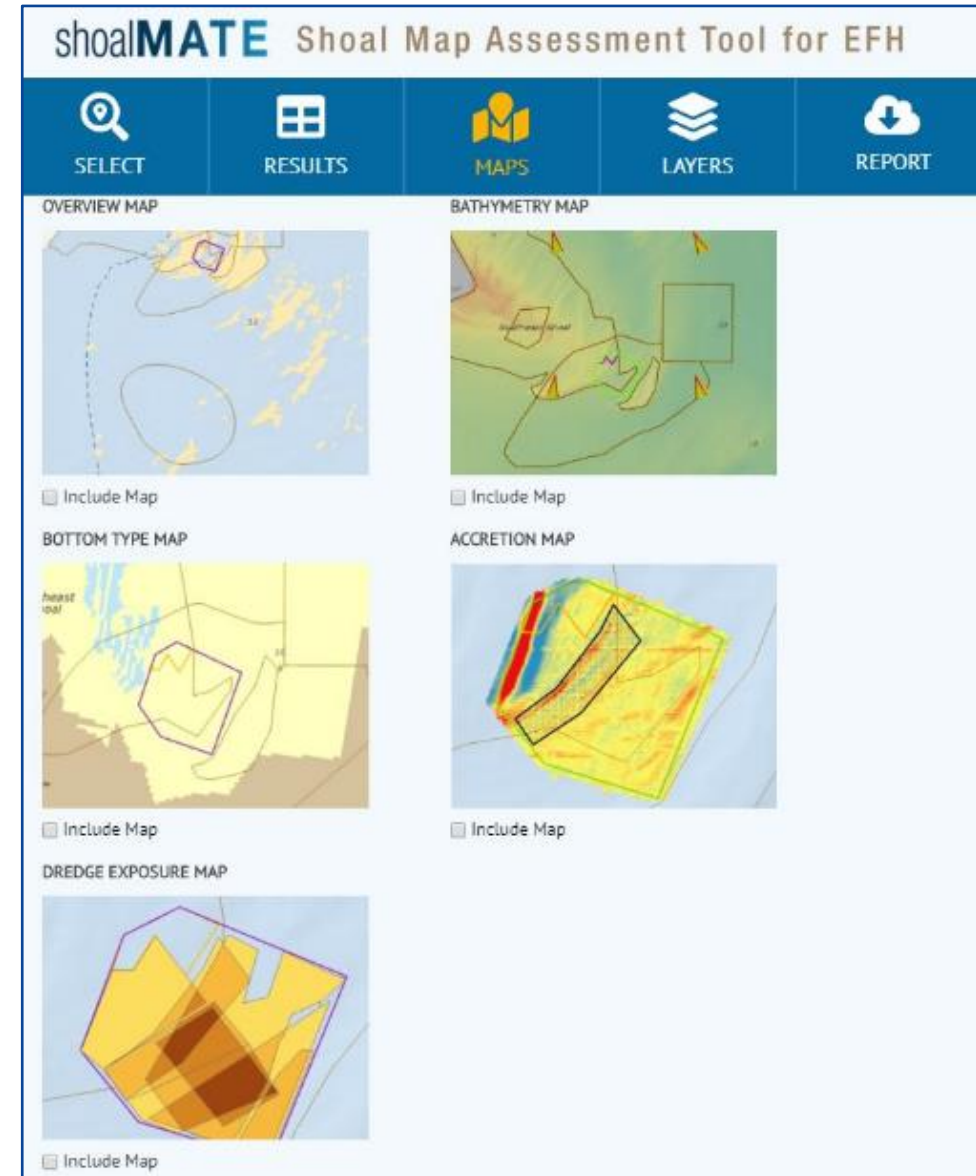 shoalMATE Shoal Map Assessment Tool for EFH
SELECT RESULTS MAPS LAYERS REPORT
OVERVIEW MAP BATHYMETRY MAP
Include Map Include Map
BOTTOM TYPE MAP ACCRETION MAP
Include Map Include Map
DREDGE EXPOSURE MAP
Include Map